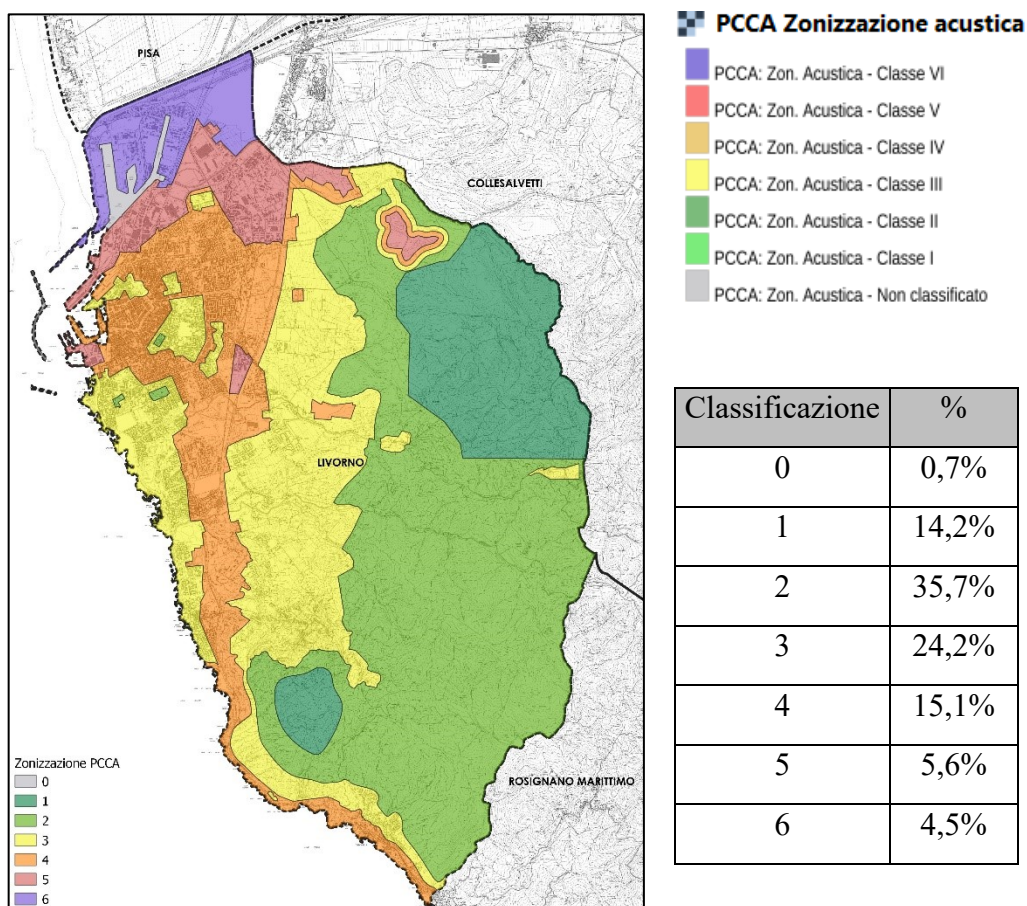 PISA
COLLESALVETTI
LIVORNO
ROSIGNANO MARITTIMO
Zonizzazione PCCA
0
1
2
3
4
5
6
PCCA Zonizzazione acustica
PCCA: Zon. Acustica - Classe VI
PCCA: Zon. Acustica - Classe V
PCCA: Zon. Acustica - Classe IV
PCCA: Zon. Acustica - Classe III
PCCA: Zon. Acustica - Classe II
PCCA: Zon. Acustica - Classe I
PCCA: Zon. Acustica - Non classificato
Classificazione %
0 0,7%
1 14,2%
2 35,7%
3 24,2%
4 15,1%
5 5,6%
6 4,5%